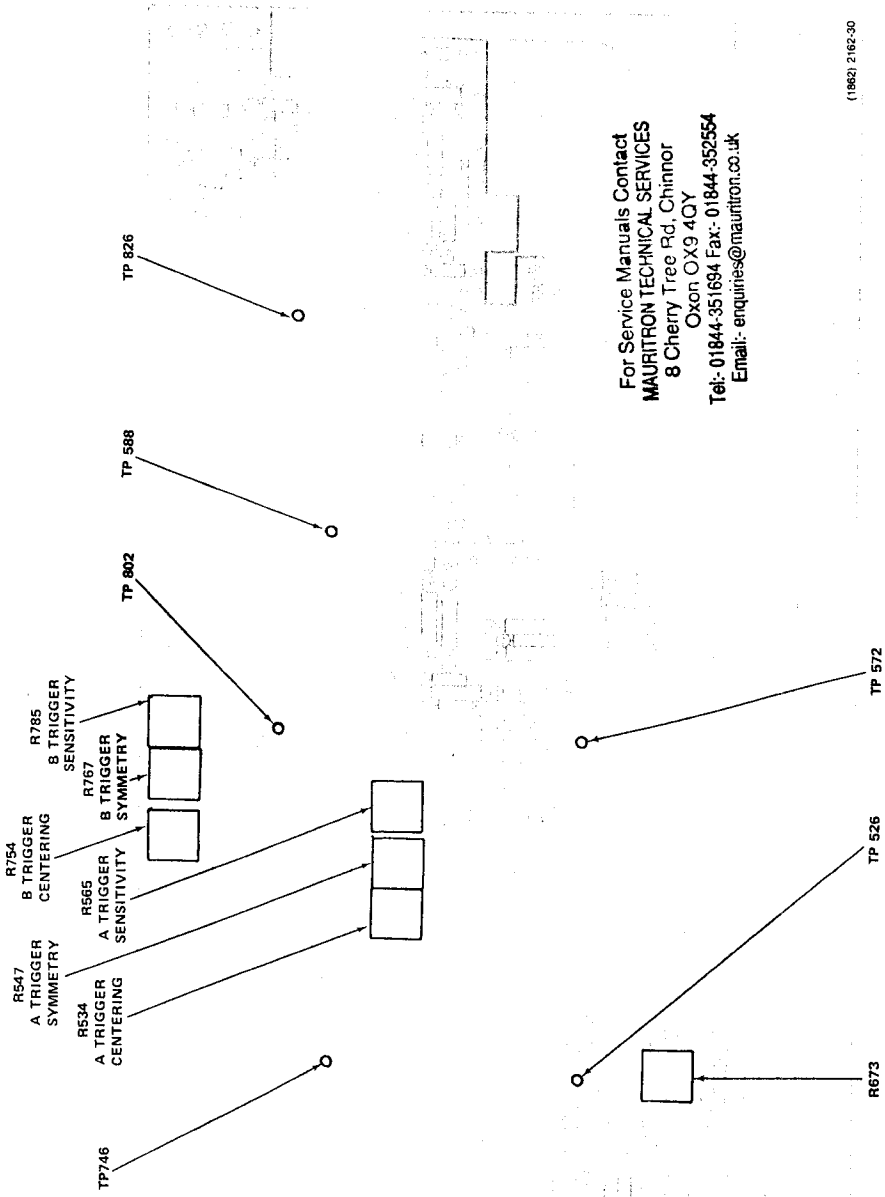 TP746
R534
A TRIGGER
CENTERING
R547
A TRIGGER
SYMMETRY
R565
A TRIGGER
SENSITIVITY
R754
B TRIGGER
CENTERING
R767
B TRIGGER
SYMMETRY
R785
B TRIGGER
SENSITIVITY
TP 802
TP 588
TP 826
R673
TP 526
TP 572
For Service Manuals Contact
MAURITRON TECHNICAL SERVICES
8 Cherry Tree Rd, Chinnor
Oxon OX9 4QY
Tel:- 01844-351694 Fax:- 01844-352554
Email:- enquiries@mauritron.co.uk
(1862) 2162-30